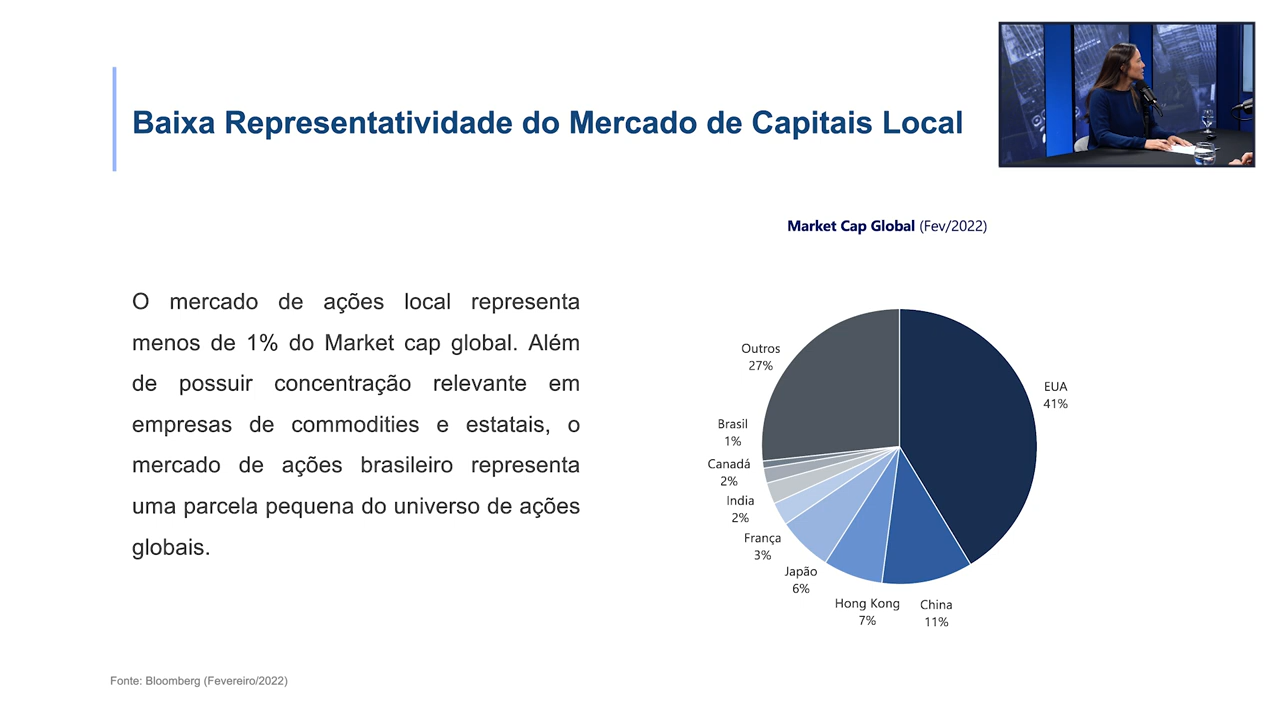 Baixa Representatividade do Mercado de Capitais Local
O mercado de ações local representa
menos de 1% do Market cap global. Além
de possuir concentração relevante em
empresas de commodities e estatais, o
mercado de ações brasileiro representa
uma parcela pequena do universo de ações
globais.
Market Cap Global (Fev/2022)
Outros
27%
EUA
41%
Brasil
1%
Canadá
2%
India
2%
França
3%
Japão
6%
Hong Kong
7%
China
11%
Fonte: Bloomberg (Fevereiro/2022)